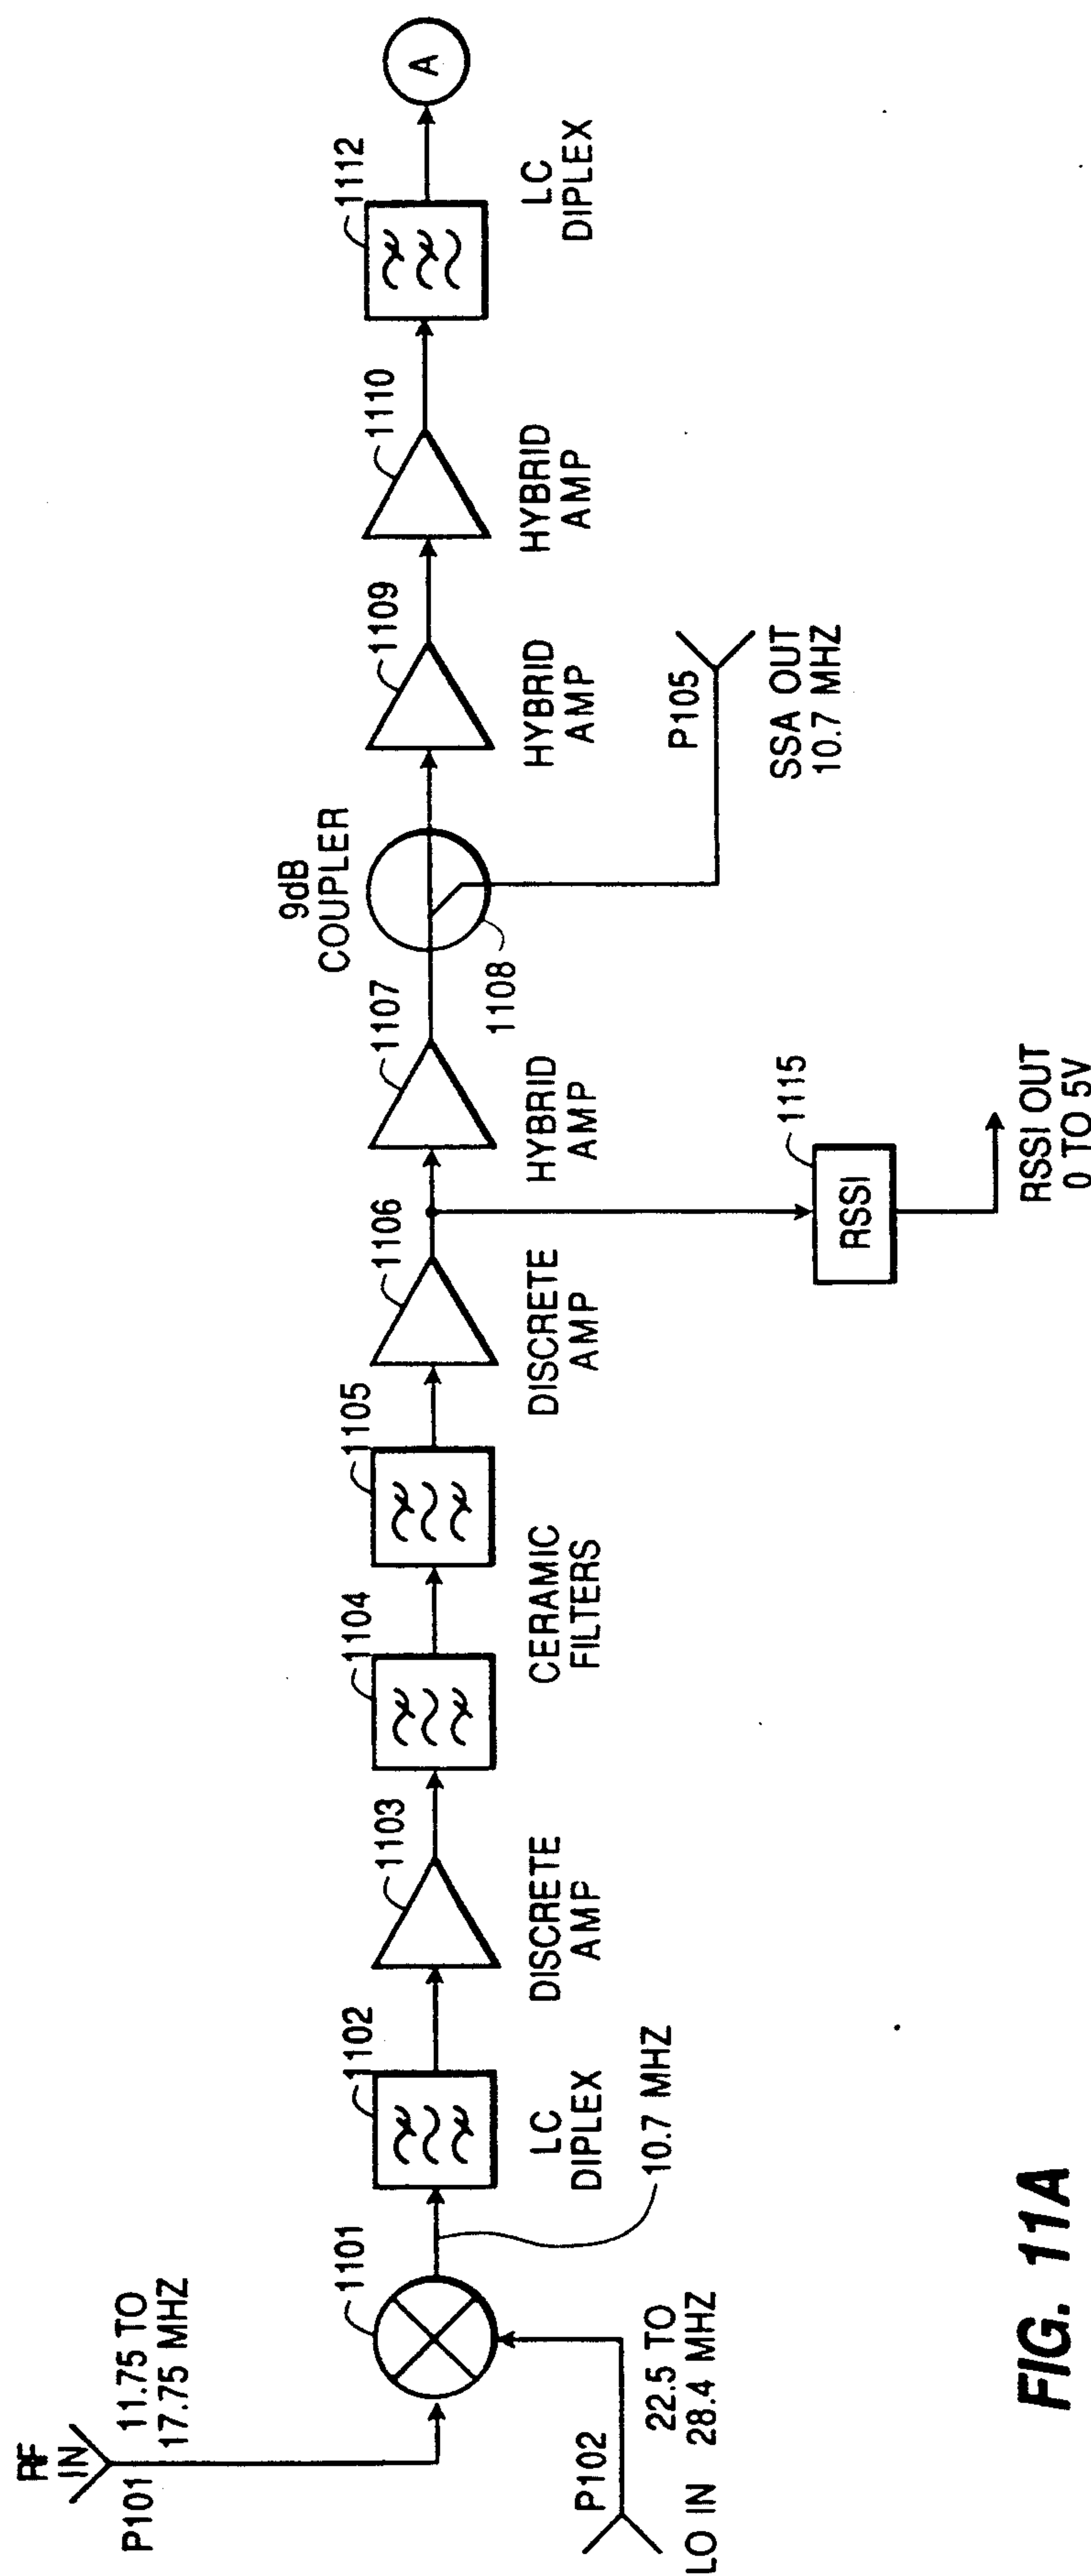 RF
IN
P101
11.75 TO
17.75 MHZ
P102
LO IN
22.5 TO
28.4 MHZ
1101
10.7 MHZ
1102
LC
DIPLEX
1103
DISCRETE
AMP
1104
1105
CERAMIC
FILTERS
1106
DISCRETE
AMP
1115
RSSI
RSSI OUT
0 TO 5V
1107
HYBRID
AMP
9dB
COUPLER
1108
P105
SSA OUT
10.7 MHZ
1109
HYBRID
AMP
1110
HYBRID
AMP
1112
LC
DIPLEX
A
FIG. 11A